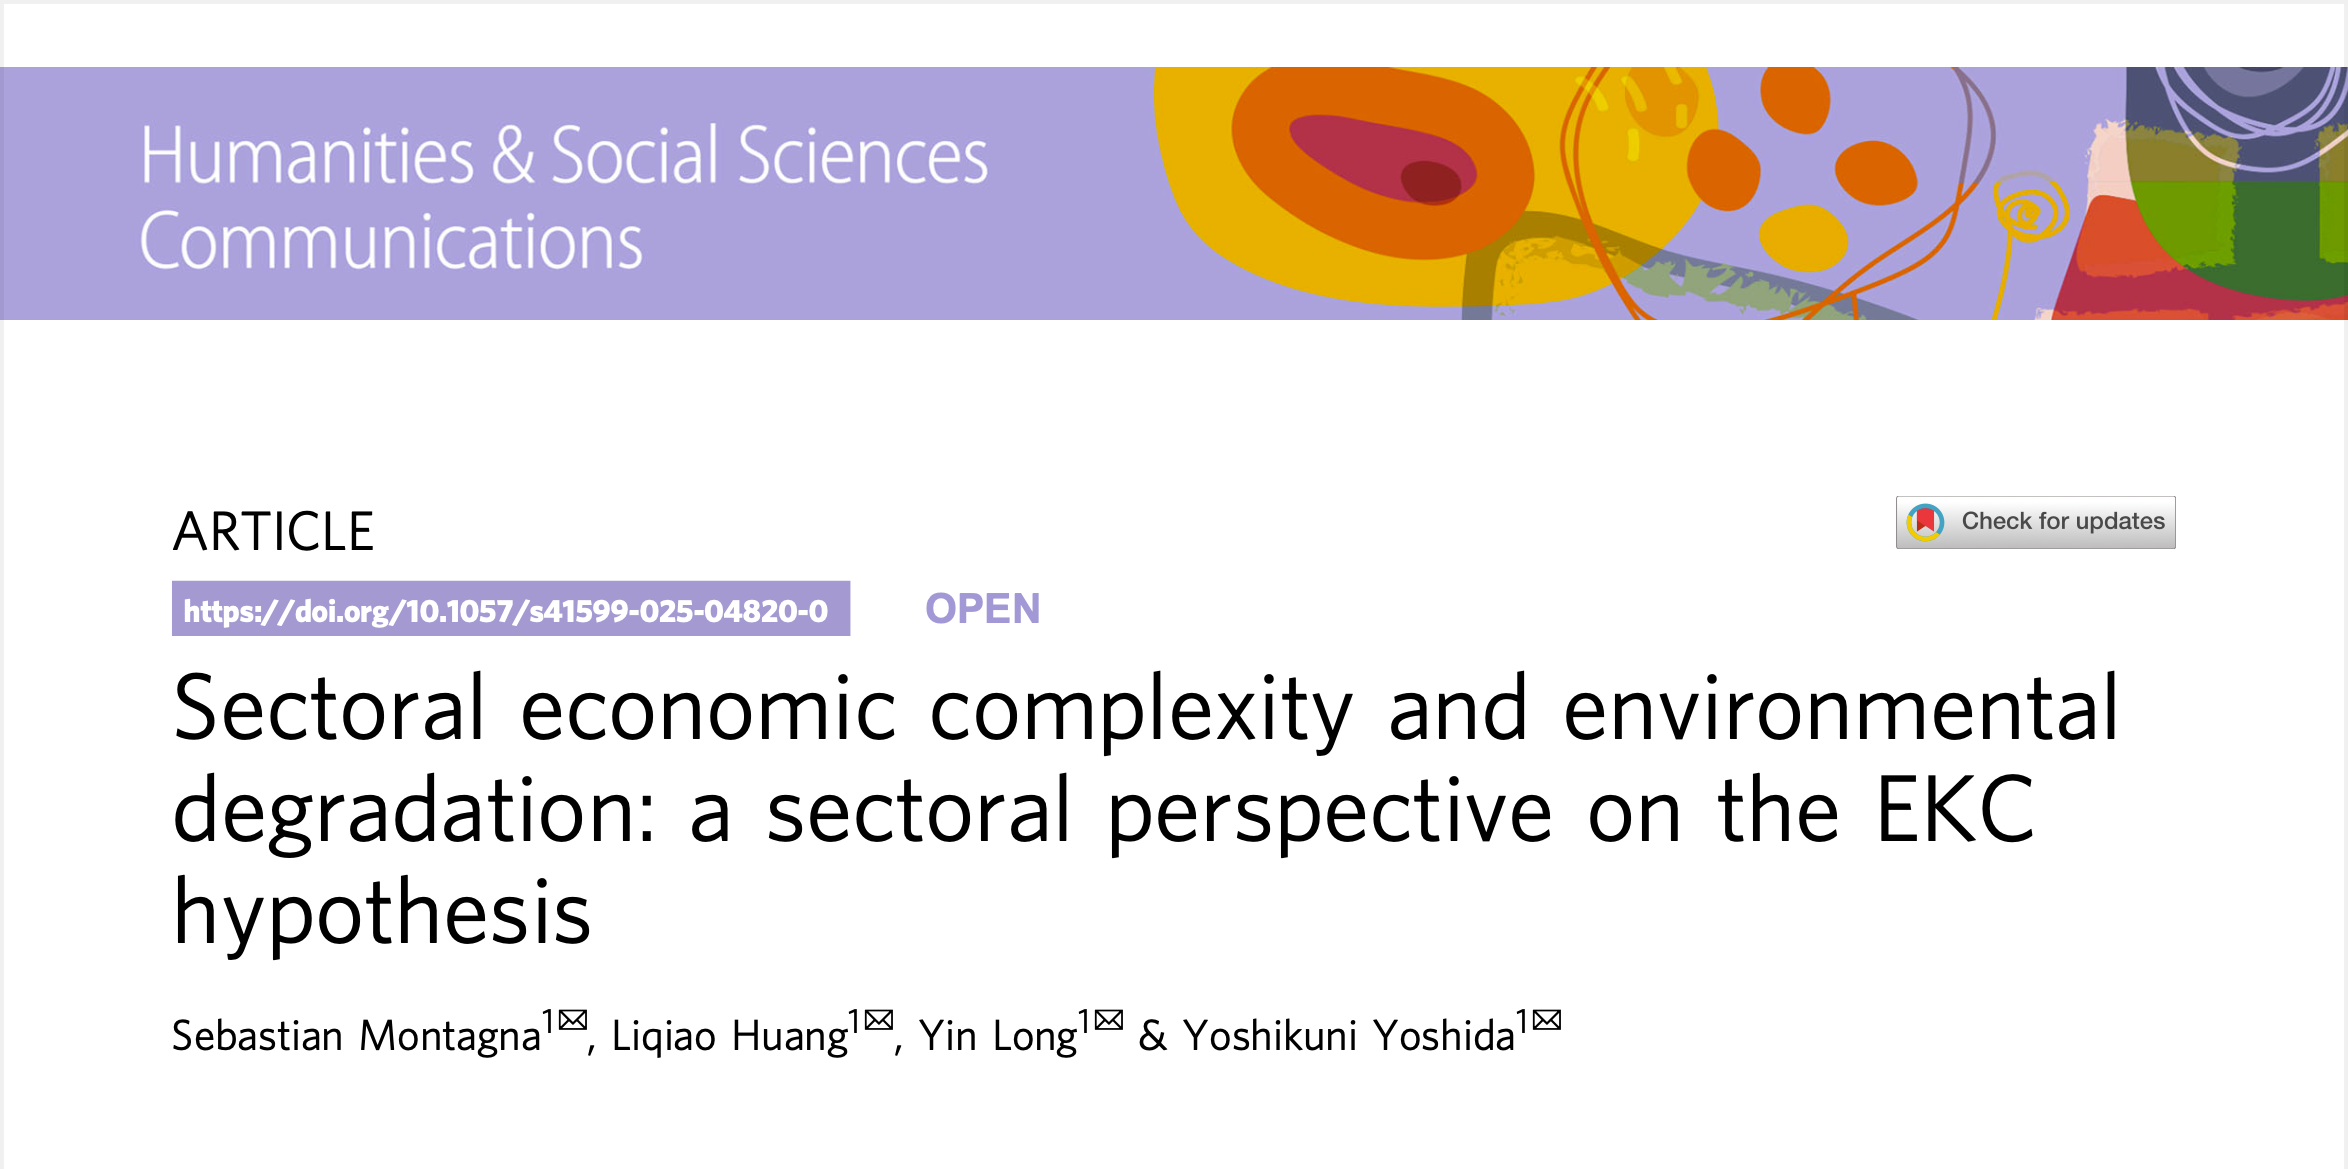 Humanities & Social Sciences
Communications
ARTICLE
Check for updates
https://doi.org/10.1057/s41599-025-04820-0
OPEN
Sectoral economic complexity and environmental
degradation: a sectoral perspective on the EKC
hypothesis
Sebastian Montagna1✉, Liqiao Huang1✉, Yin Long1✉ & Yoshikuni Yoshida1✉